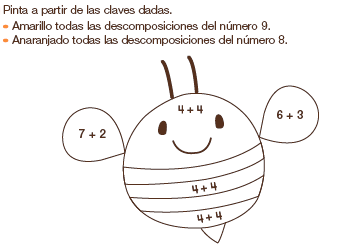 Pinta a partir de las claves dadas.
• Amarillo todas las descomposiciones del número 9.
• Anaranjado todas las descomposiciones del número 8.
4 + 4
6 + 3
7 + 2
4 + 4
4 + 4